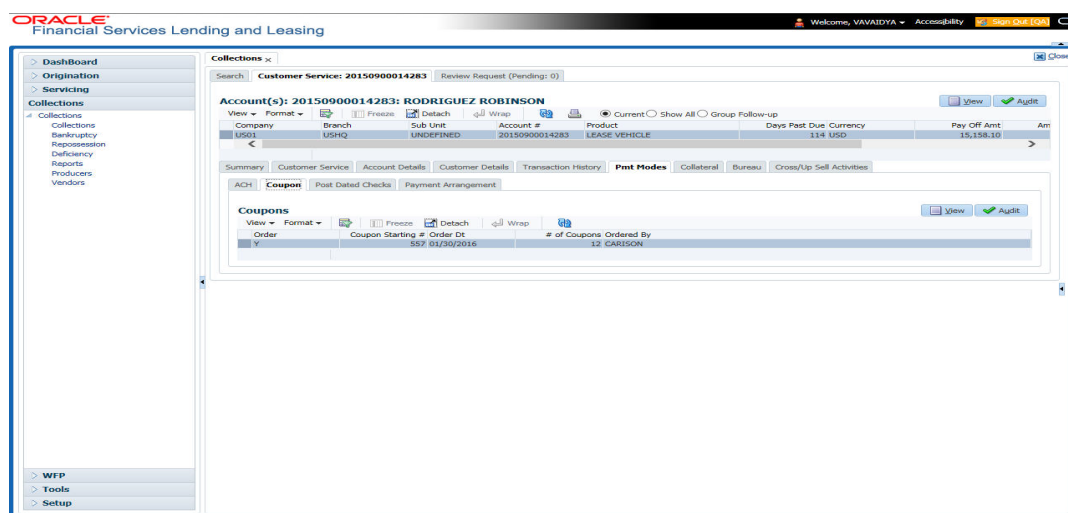 ORACLE
Financial Services Lending and Leasing
Welcome, VAVAIDYA Accessibility Sign Out [QA]
DashBoard
Origination
Servicing
Collections
Collections
Collections
Bankruptcy
Repossession
Deficiency
Reports
Producers
Vendors
WFP
Tools
Setup
Collections x
Close
Search Customer Service: 20150900014283 Review Request (Pending: 0)
Account(s): 20150900014283: RODRIGUEZ ROBINSON
View Audit
View Format Freeze Detach Wrap Current Show All Group Follow-up
Company Branch Sub Unit Account # Product Days Past Due Currency Pay Off Amt Am
US01 USHQ UNDEFINED 20150900014283 LEASE VEHICLE 114 USD 15,158.10
Summary Customer Service Account Details Customer Details Transaction History Pmt Modes Collateral Bureau Cross/Up Sell Activities
ACH Coupon Post Dated Checks Payment Arrangement
Coupons
View Audit
View Format Freeze Detach Wrap
Order Coupon Starting # Order Dt # of Coupons Ordered By
Y 557 01/30/2016 12 CARISON